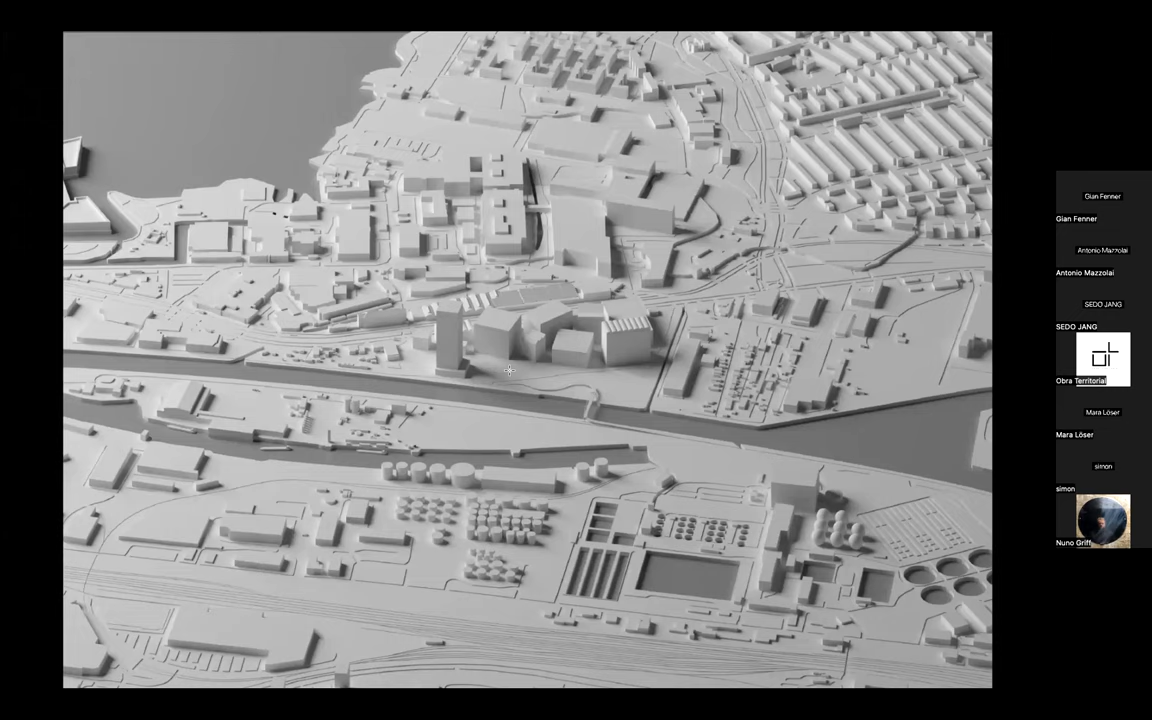 Gian Fenner
Gian Fenner
Antonio Mazzolai
Antonio Mazzolai
SEDO JANG
SEDO JANG
Obra Territorial
Mara Löser
Mara Löser
simon
simon
Nuno Griff